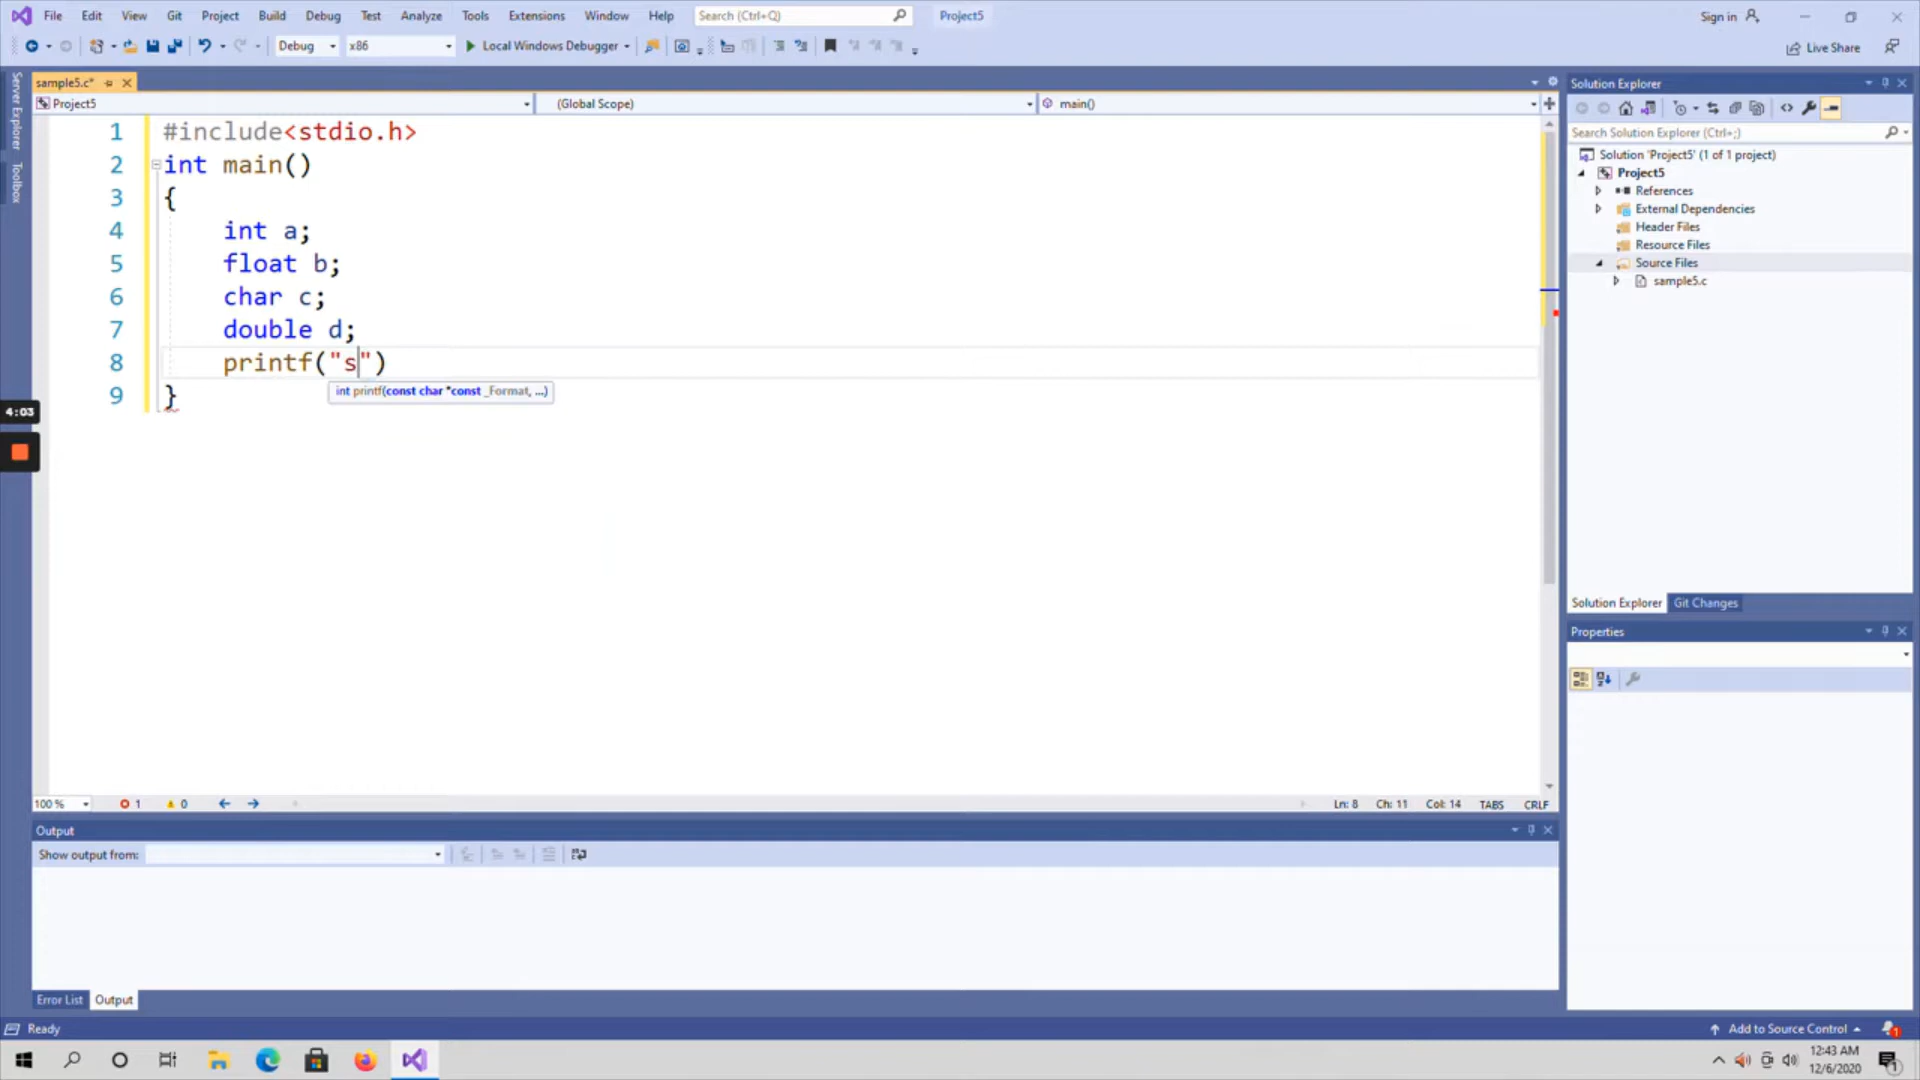 File Edit View Git Project Build Debug Test Analyze Tools Extensions Window Help Search (Ctrl+Q) Project5 Sign in
Debug x86 Local Windows Debugger Live Share
Server Explorer
Toolbox
sample5.c*
Project5 (Global Scope) main()
1 #include<stdio.h>
2 int main()
3 {
4 int a;
5 float b;
6 char c;
7 double d;
8 printf("s")
int printf(const char *const _Format, ...)
9 }
4:03
Solution Explorer
Search Solution Explorer (Ctrl+;)
Solution 'Project5' (1 of 1 project)
Project5
References
External Dependencies
Header Files
Resource Files
Source Files
sample5.c
Solution Explorer Git Changes
Properties
100 % 1 0 Ln: 8 Ch: 11 Col: 14 TABS CRLF
Output
Show output from:
Error List Output
Ready Add to Source Control 1
12:43 AM
12/6/2020
1